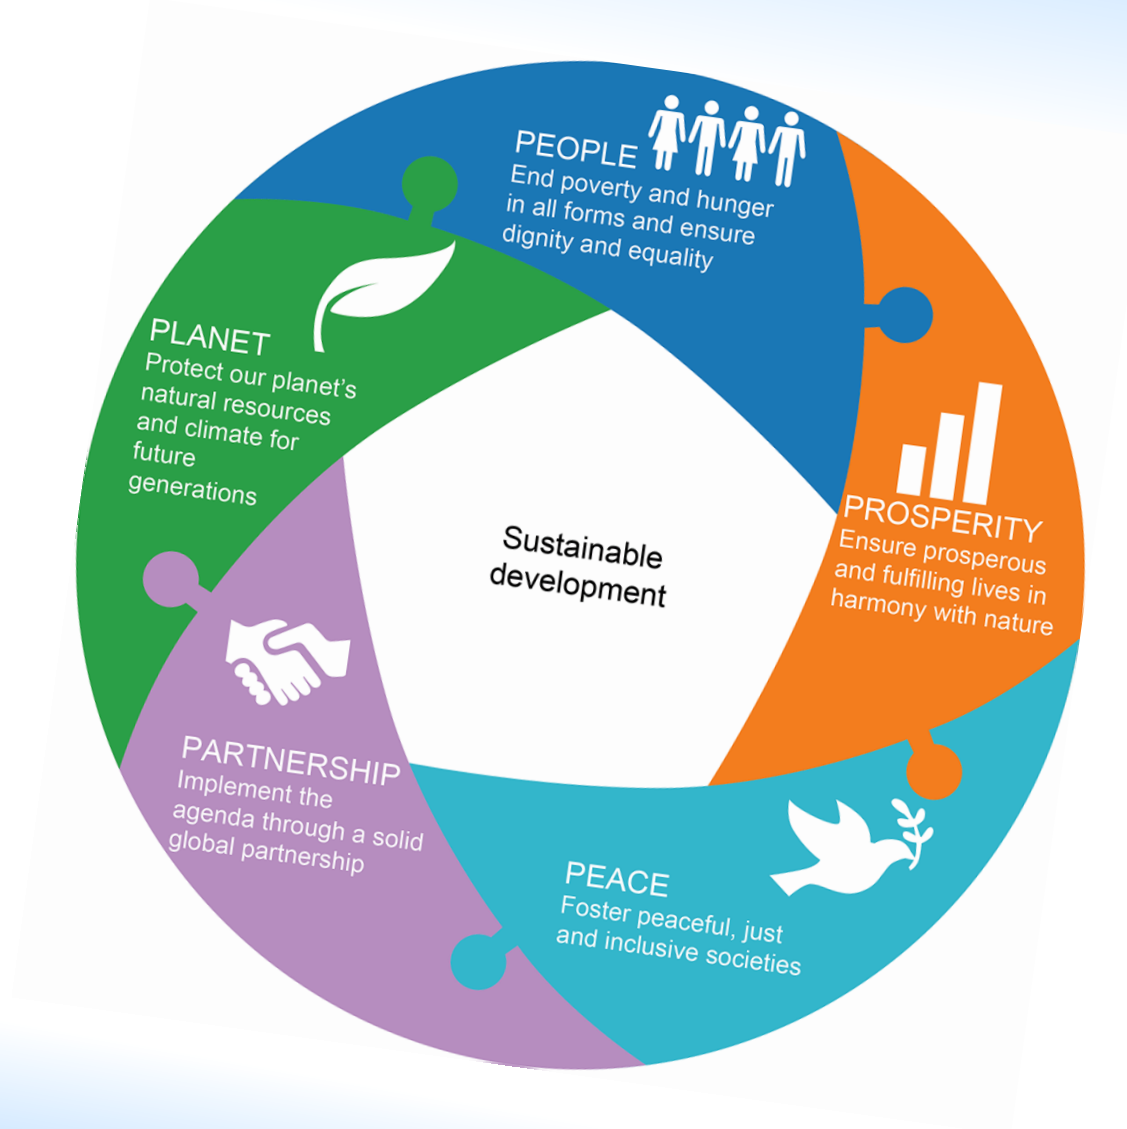 PEOPLE
End poverty and hunger
in all forms and ensure
dignity and equality
PLANET
Protect our planet’s
natural resources
and climate for
future
generations
PROSPERITY
Ensure prosperous
and fulfilling lives in
harmony with nature
Sustainable
development
PARTNERSHIP
Implement the
agenda through a solid
global partnership
PEACE
Foster peaceful, just
and inclusive societies